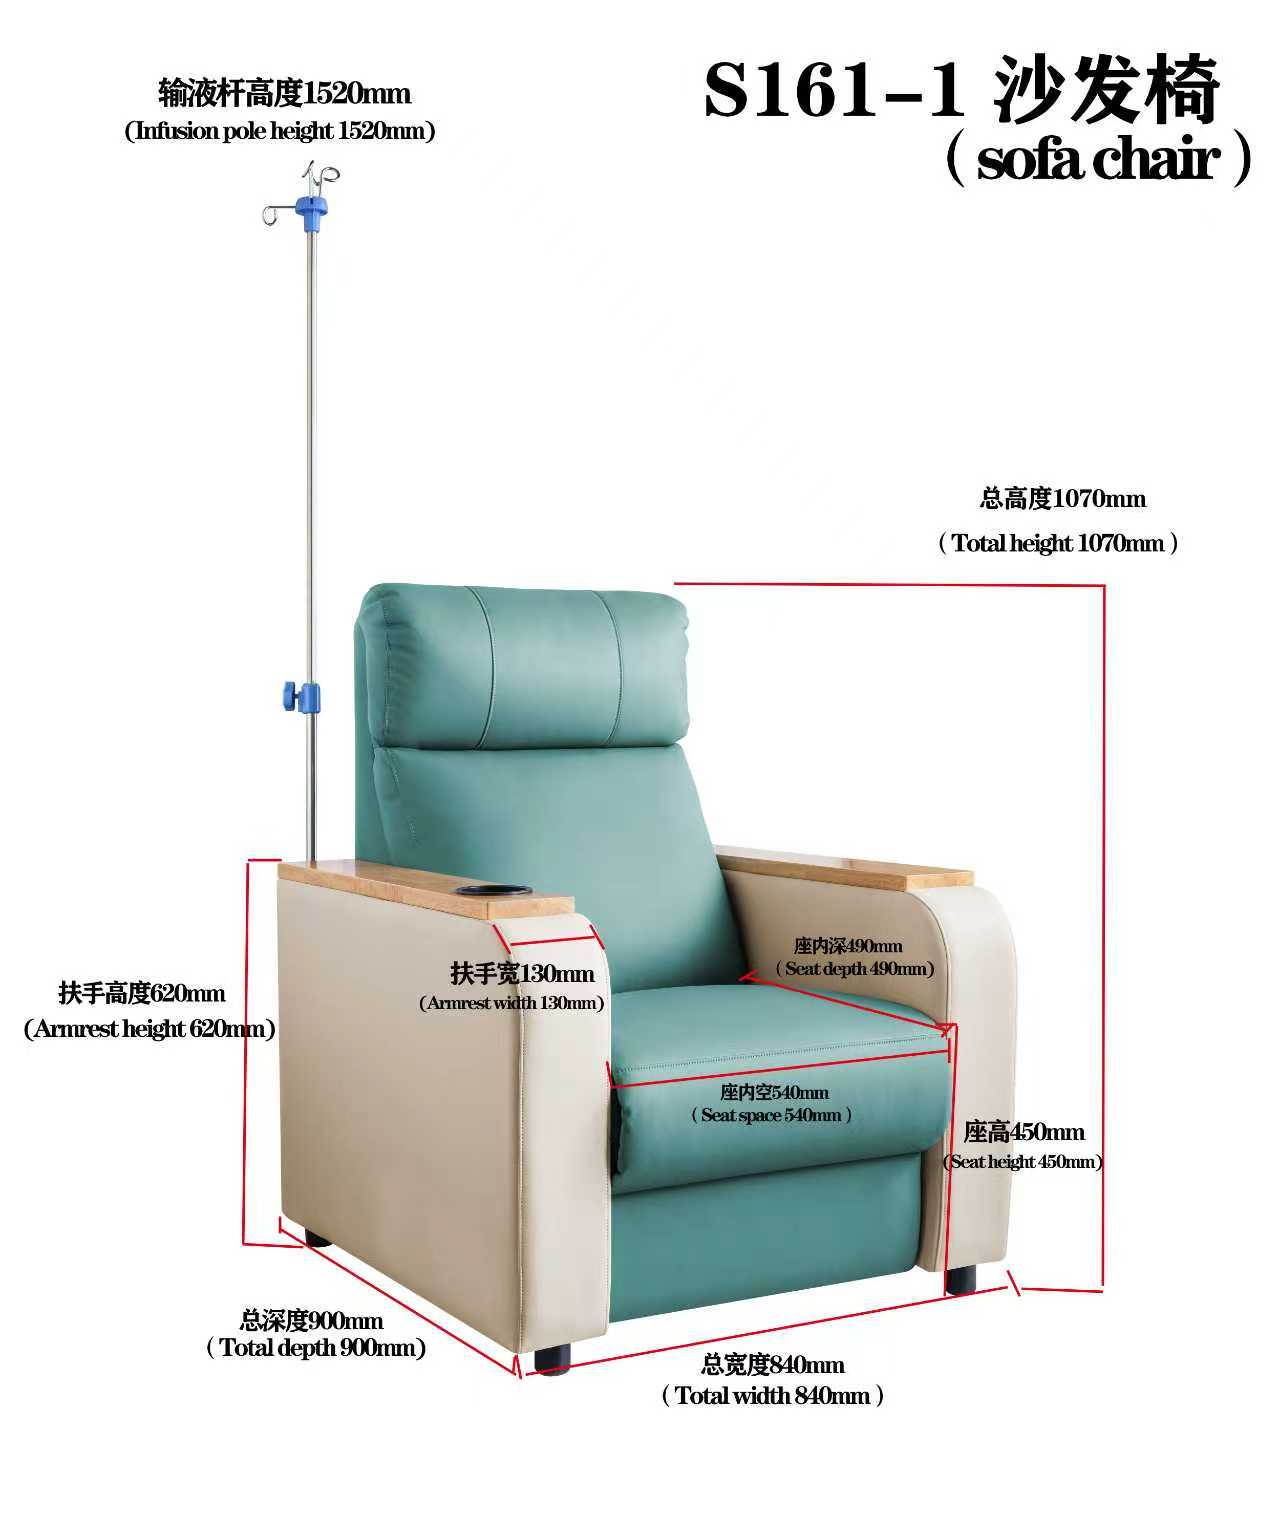 S161-1 沙发椅
( sofa chair )
输液杆高度1520mm
(Infusion pole height 1520mm)
总高度1070mm
( Total height 1070mm )
座内深490mm
( Seat depth 490mm)
扶手宽130mm
(Armrest width 130mm)
扶手高度620mm
(Armrest height 620mm)
座内空540mm
( Seat space 540mm )
座高450mm
(Seat height 450mm)
总深度900mm
( Total depth 900mm)
总宽度840mm
( Total width 840mm )